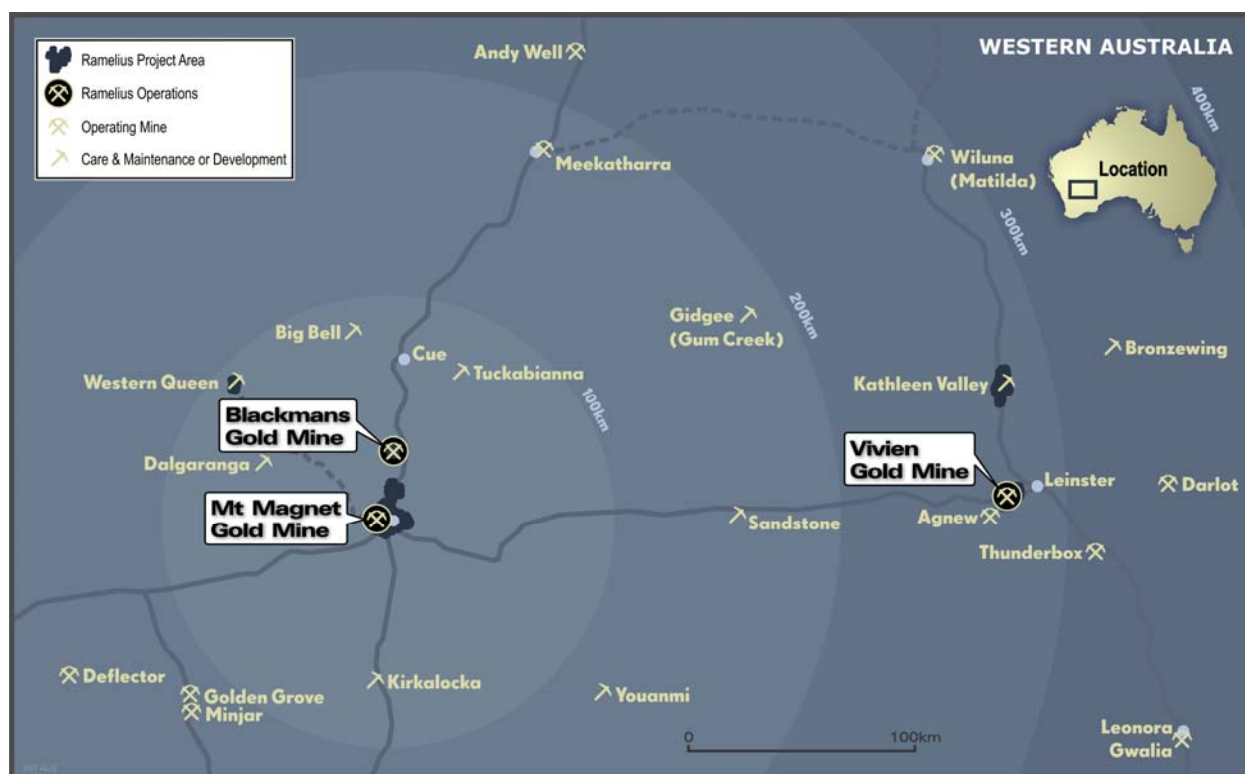 WESTERN AUSTRALIA
Ramelius Project Area
Ramelius Operations
Operating Mine
Care & Maintenance or Development
Andy Well
Meekatharra
Wiluna
(Matilda)
Location
400km
300km
200km
100km
Gidgee
(Gum Creek)
Big Bell
Cue
Tuckabianna
Bronzewing
Western Queen
Kathleen Valley
Blackmans
Gold Mine
Dalgaranga
Vivien
Gold Mine
Leinster
Darlot
Mt Magnet
Gold Mine
Sandstone
Agnew
Thunderbox
Deflector
Golden Grove
Minjar
Kirkalocka
Youanmi
0
100km
Leonora
Gwalia